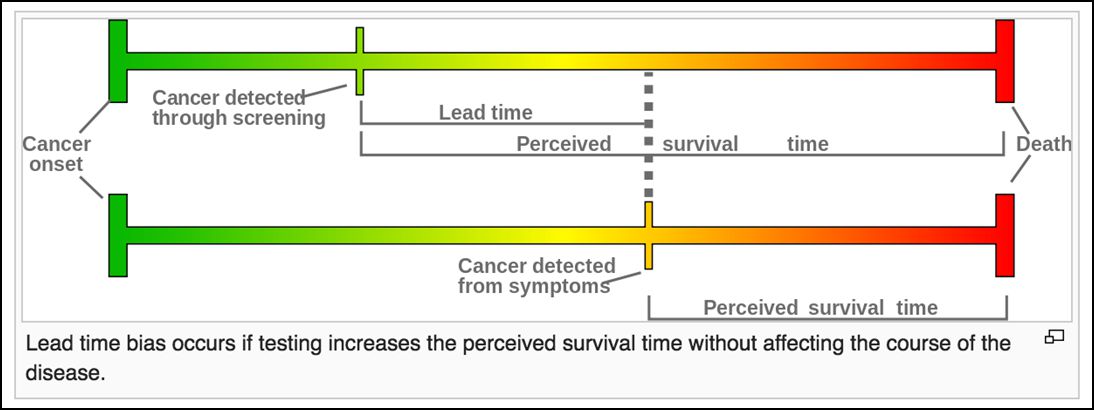 Cancer detected
through screening
Lead time
Cancer
onset
Perceived survival time
Death
Cancer detected
from symptoms
Perceived survival time
Lead time bias occurs if testing increases the perceived survival time without affecting the course of the
disease.